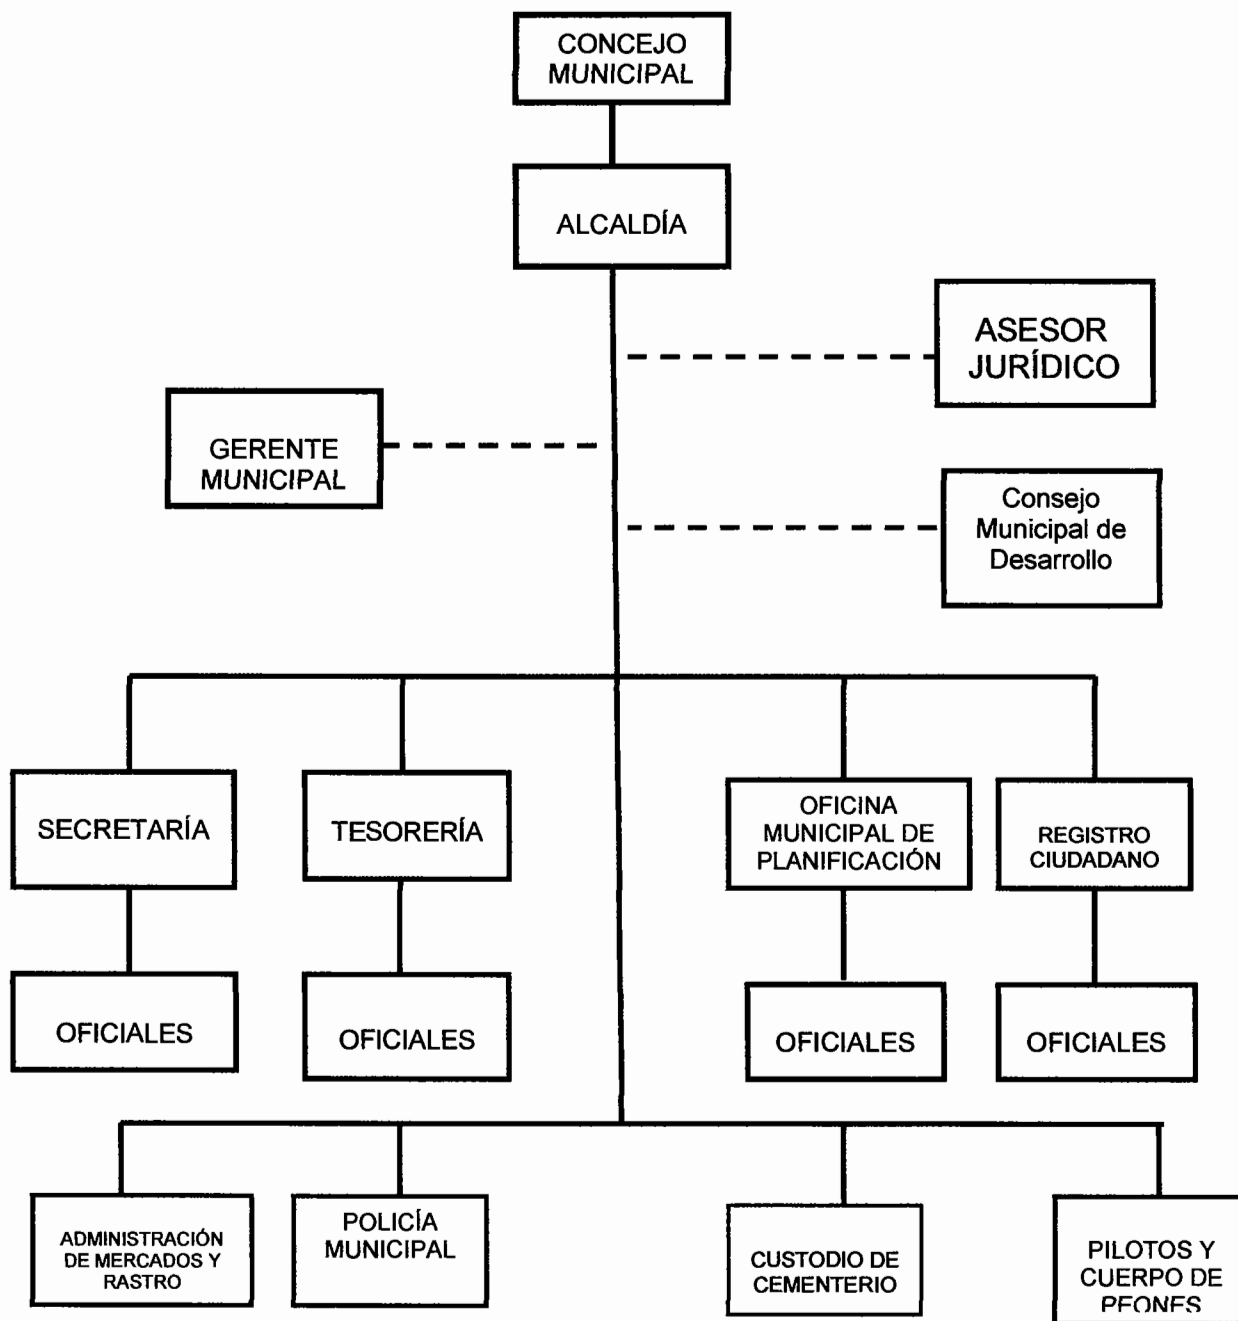 CONCEJO
MUNICIPAL
ALCALDÍA
ASESOR
JURÍDICO
GERENTE
MUNICIPAL
Consejo
Municipal de
Desarrollo
SECRETARÍA
TESORERÍA
OFICINA
MUNICIPAL DE
PLANIFICACIÓN
REGISTRO
CIUDADANO
OFICIALES
OFICIALES
OFICIALES
OFICIALES
ADMINISTRACIÓN
DE MERCADOS Y
RASTRO
POLICÍA
MUNICIPAL
CUSTODIO DE
CEMENTERIO
PILOTOS Y
CUERPO DE
PEONES